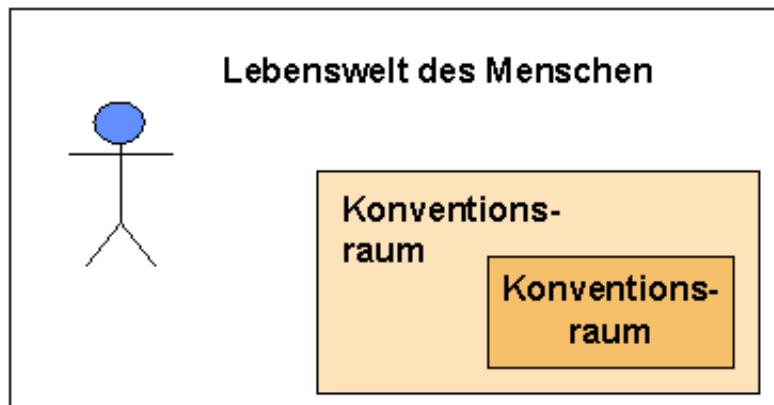 Lebenswelt des Menschen
Konventions-
raum
Konventions-
raum